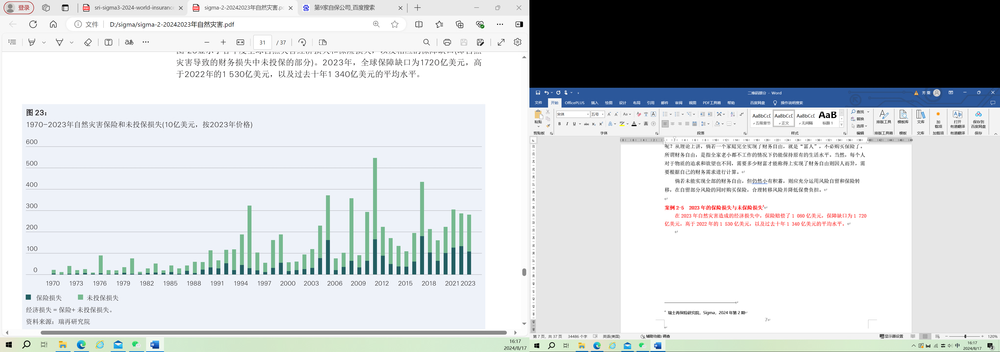 登录
sri-sigma3-2024-world-insurance
sigma-2-20242023年自然灾害.pd
第9家自保公司_百度搜索
文件
D:/sigma/sigma-2-20242023年自然灾害.pdf
31 / 37
灾害导致的财务损失中未投保的部分)。2023年，全球保障缺口为1720亿美元，高
于2022年的1 530亿美元，以及过去十年1 340亿美元的平均水平。
图 23：
1970-2023年自然灾害保险和未投保损失(10亿美元，按2023年价格)
600
500
400
300
200
100
0
1970 1973 1976 1979 1982 1985 1988 1991 1994 1997 2000 2003 2006 2009 2012 2015 2018 2021 2023
保险损失 未投保损失
经济损失 = 保险+ 未投保损失。
资料来源：瑞再研究院
16:17
2024/8/17
二维码部分 - Word
芳 粟
文件 开始 OfficePLUS 插入 绘图 设计 布局 引用 邮件 审阅 视图 PDF工具箱 帮助 百度网盘 操作说明搜索
粘贴
宋体 五号
AaBbCcD AaBbCcD AaBbCcD AaB
五级章节 正文 无间隔 标题 1
查找
替换
选择
排版工具 模板库 文库
加载项
打开有道翻译
保存到百度网盘
剪贴板 字体 段落 样式 编辑 排版工具箱 模板 文库 加载项 有道翻译 保存
呢？从理论上讲，倘若一个家庭完全实现了财务自由，就是“富人”，不必购买保险了。
所谓财务自由，是指全家老小都不工作的情况下仍能保持原有的生活水平。当然，每个人
对于物质的追求和欲望也不同，需要多少财富才能称得上实现了财务自由则因人而异，需
要根据自己的财务需求进行计算。
倘若未能实现全部的财务自由，但仍然小有积蓄，则应充分运用风险自留和保险转
移，在自留部分风险的同时购买保险，合理转移风险并降低保费负担。
案例 2-5 2023 年的保险损失与未保险损失4
在 2023 年自然灾害造成的经济损失中，保险赔偿了 1 080 亿美元，保障缺口为 1 720
亿美元，高于 2022 年的 1 530 亿美元，以及过去十年 1 340 亿美元的平均水平。
4 瑞士再保险研究院，Sigma，2024 年第 2 期
7
第 7 页，共 37 页 34486 个字 英语(美国) 辅助功能: 调查 显示器设置 120%
中
16:17
2024/8/17